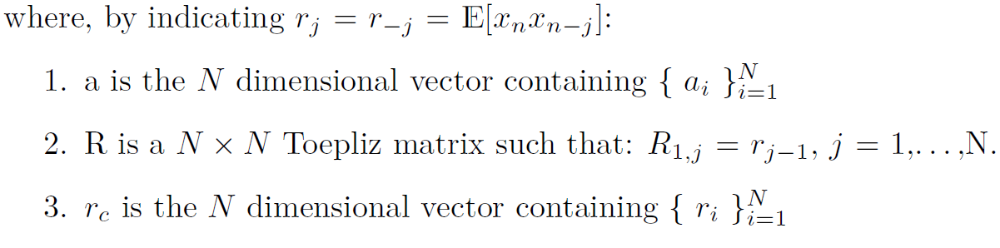 where, by indicating $r_j = r_{-j} = \mathbb{E}[x_n x_{n-j}]$:
1. a is the $N$ dimensional vector containing $\{ a_i \}_{i=1}^{N}$
2. R is a $N \times N$ Toepliz matrix such that: $R_{1,j} = r_{j-1}, j = 1,\ldots,$N.
3. $r_c$ is the $N$ dimensional vector containing $\{ r_i \}_{i=1}^{N}$